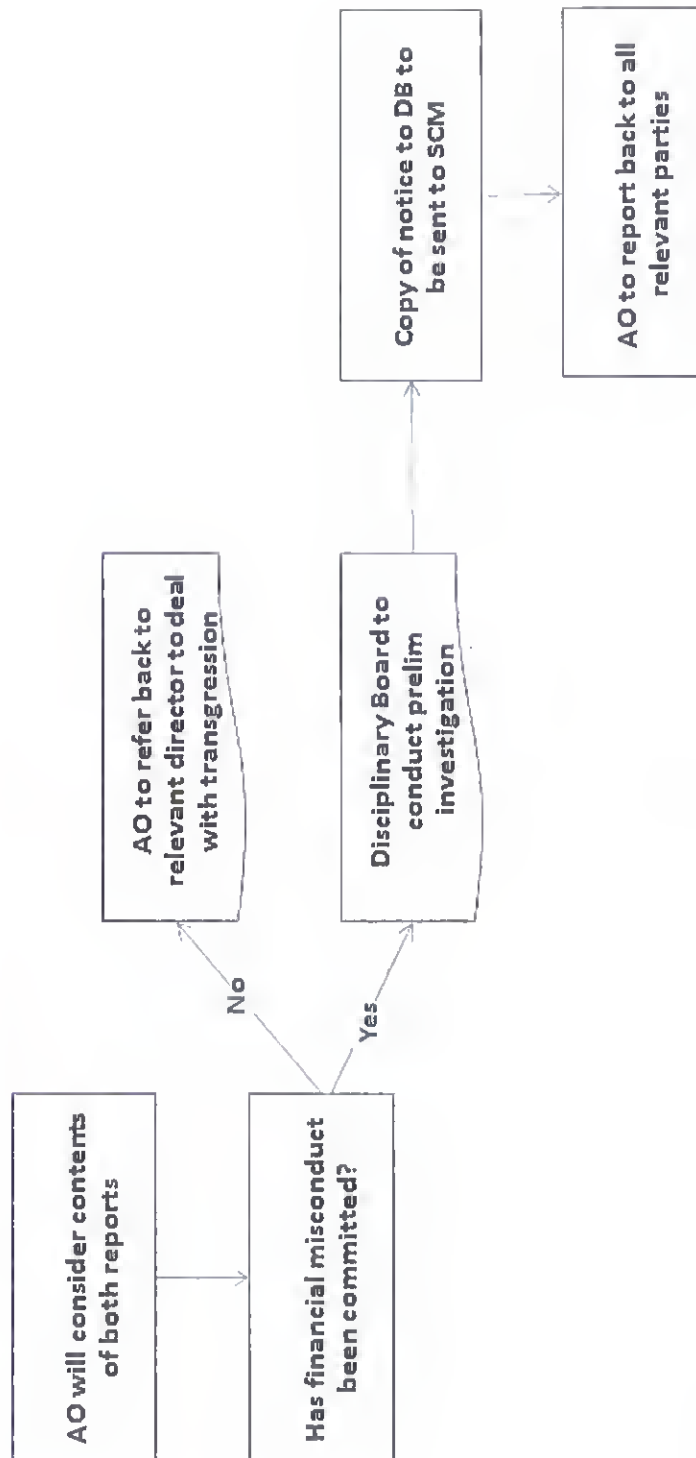 AO will consider contents
of both reports
Has financial misconduct
been committed?
No
Yes
AO to refer back to
relevant director to deal
with transgression
Disciplinary Board to
conduct prelim
investigation
Copy of notice to DB to
be sent to SCM
AO to report back to all
relevant parties